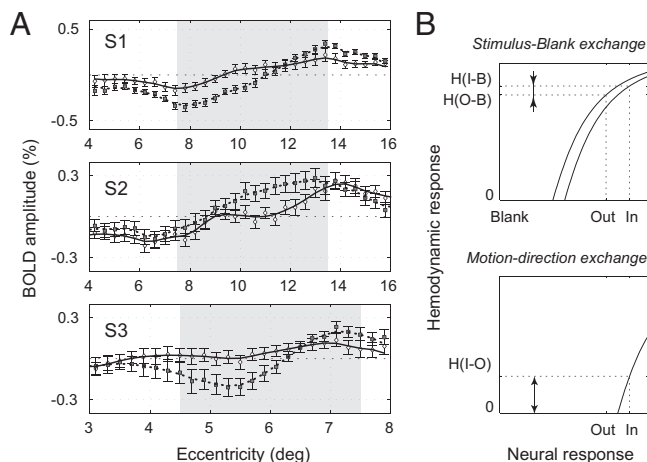 A
S1
0.5
-0.5
4 6 8 10 12 14 16
S2
0.3
-0.3
4 6 8 10 12 14 16
S3
0.3
-0.3
3 4 5 6 7 8
BOLD amplitude (%)
Eccentricity (deg)
B
Stimulus-Blank exchange
H(I-B)
H(O-B)
0
Blank Out In
Motion-direction exchange
H(I-O)
0
Out In
Hemodynamic response
Neural response